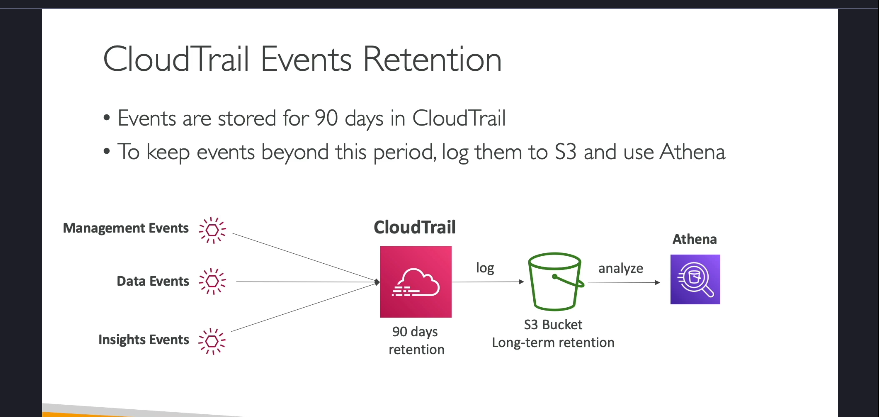 CloudTrail Events Retention
• Events are stored for 90 days in CloudTrail
• To keep events beyond this period, log them to S3 and use Athena
Management Events
Data Events
Insights Events
CloudTrail
90 days
retention
log
S3 Bucket
Long-term retention
analyze
Athena